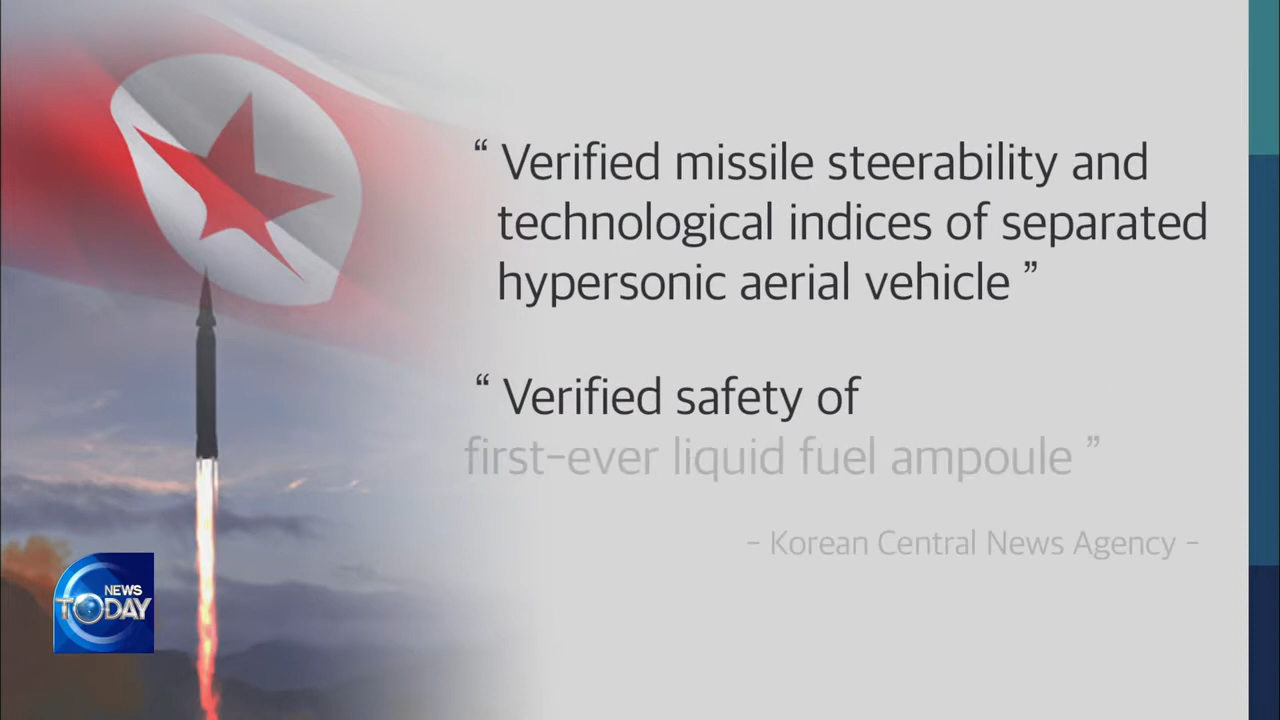 “ Verified missile steerability and
technological indices of separated
hypersonic aerial vehicle ”
“ Verified safety of
first-ever liquid fuel ampoule ”
- Korean Central News Agency -
NEWS
TODAY